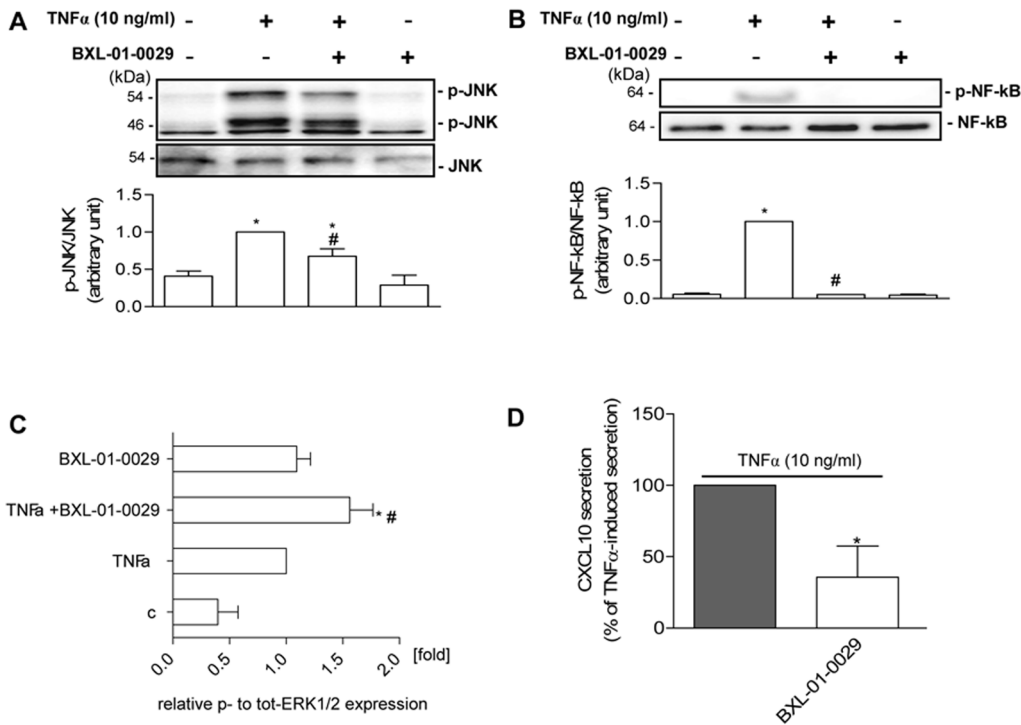 A
TNFα (10 ng/ml) - + + -
BXL-01-0029 - - + +
(kDa)
54 - - p-JNK
46 - - p-JNK
54 - - JNK
1.5
1.0
0.5
0.0
p-JNK/JNK
(arbitrary unit)
*
*
#
B
TNFα (10 ng/ml) - + + -
BXL-01-0029 - - + +
(kDa)
64 - - p-NF-kB
64 - - NF-kB
1.5
1.0
0.5
0.0
p-NF-kB/NF-kB
(arbitrary unit)
*
#
C
BXL-01-0029
TNFa +BXL-01-0029 * #
TNFa
c
0.0 0.5 1.0 1.5 2.0 [fold]
relative p- to tot-ERK1/2 expression
D
150
100
50
0
CXCL10 secretion
(% of TNFα-induced secretion)
TNFα (10 ng/ml)
*
BXL-01-0029